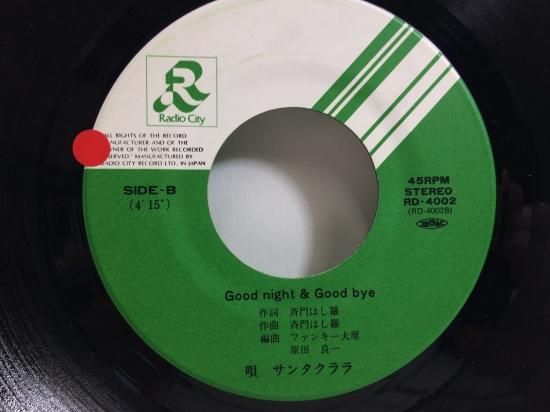 R
Radio City
ALL RIGHTS OF THE RECORD
MANUFACTURER AND OF THE
OWNER OF THE WORK RECORDED
RESERVED" MANUFACTURED BY
RADIO CITY RECORD LTD., IN JAPAN
SIDE-B
(4'15")
45RPM
STEREO
RD-4002
(RD-4002B)
JASRAC
Good night & Good bye
作詞 斉門はし羅
作曲 斉門はし羅
編曲 ファンキー大原
原田 良一
唄 サンタクララ